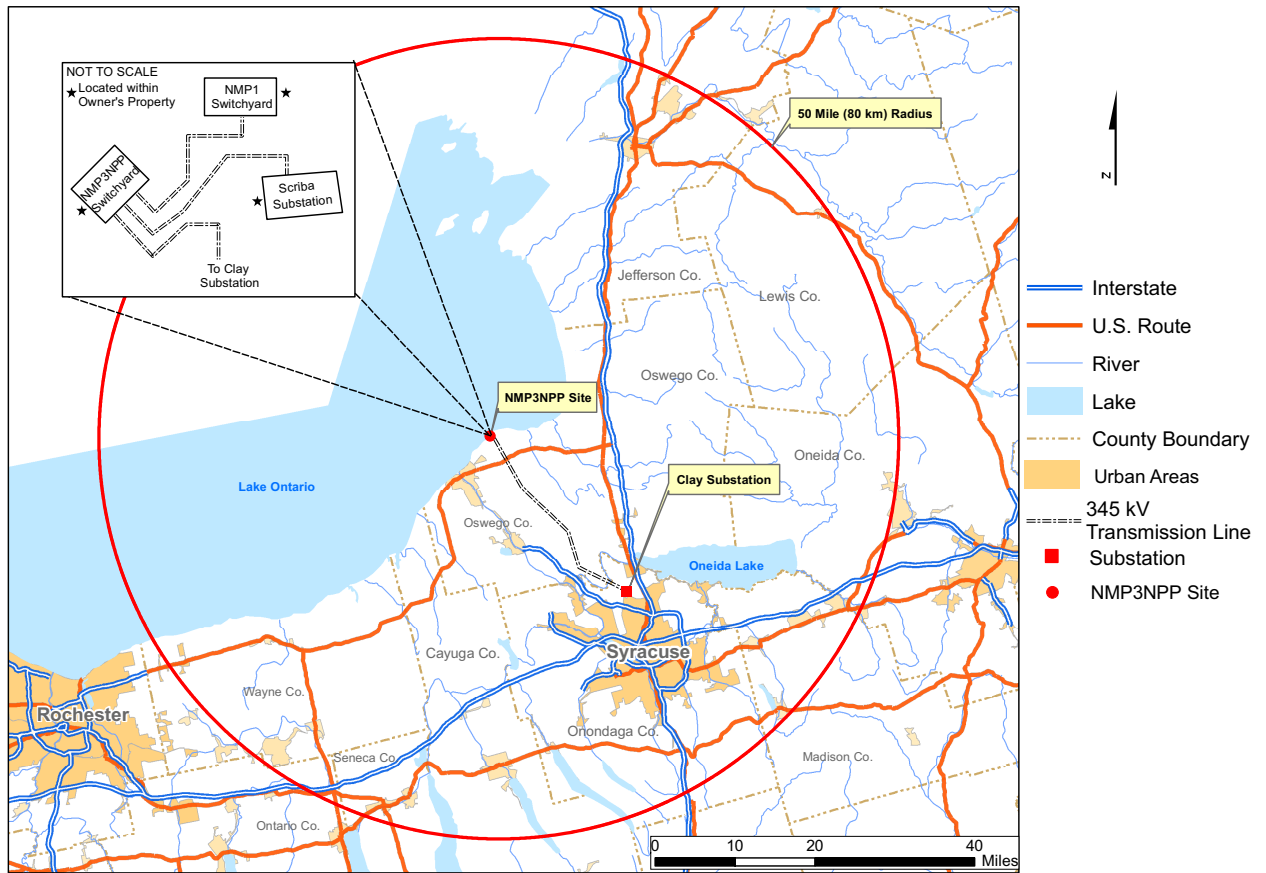 NOT TO SCALE
★ Located within
Owner's Property
NMP1
Switchyard
NMP3NPP
Switchyard
Scriba
Substation
To Clay
Substation
50 Mile (80 km) Radius
Jefferson Co.
Lewis Co.
Oswego Co.
NMP3NPP Site
Oneida Co.
Clay Substation
Lake Ontario
Oswego Co.
Oneida Lake
Cayuga Co.
Syracuse
Wayne Co.
Rochester
Onondaga Co.
Seneca Co.
Madison Co.
Ontario Co.
0 10 20 40
Miles
N
Interstate
U.S. Route
River
Lake
County Boundary
Urban Areas
345 kV
Transmission Line
Substation
NMP3NPP Site